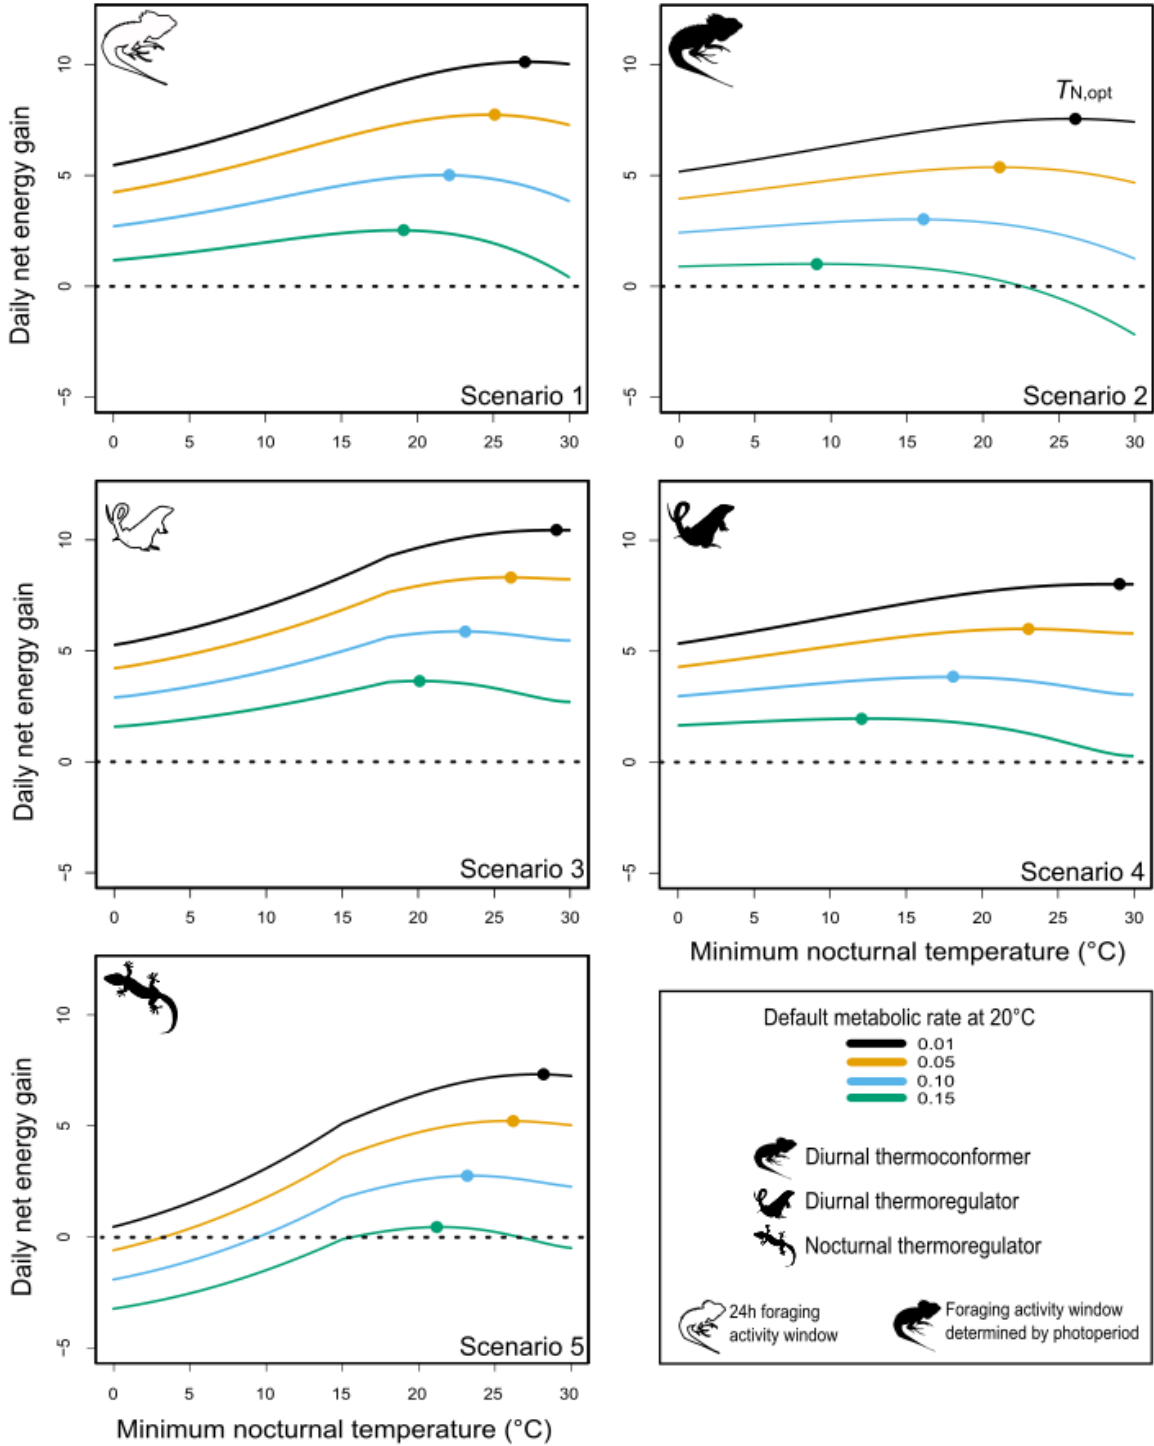 Daily net energy gain
10
5
0
−5
Scenario 1
0 5 10 15 20 25 30
T_N,opt
10
5
0
−5
Scenario 2
0 5 10 15 20 25 30
Daily net energy gain
10
5
0
−5
Scenario 3
0 5 10 15 20 25 30
10
5
0
−5
Scenario 4
0 5 10 15 20 25 30
Minimum nocturnal temperature (°C)
Daily net energy gain
10
5
0
−5
Scenario 5
0 5 10 15 20 25 30
Minimum nocturnal temperature (°C)
Default metabolic rate at 20°C
0.01
0.05
0.10
0.15
Diurnal thermoconformer
Diurnal thermoregulator
Nocturnal thermoregulator
24h foraging
activity window
Foraging activity window
determined by photoperiod